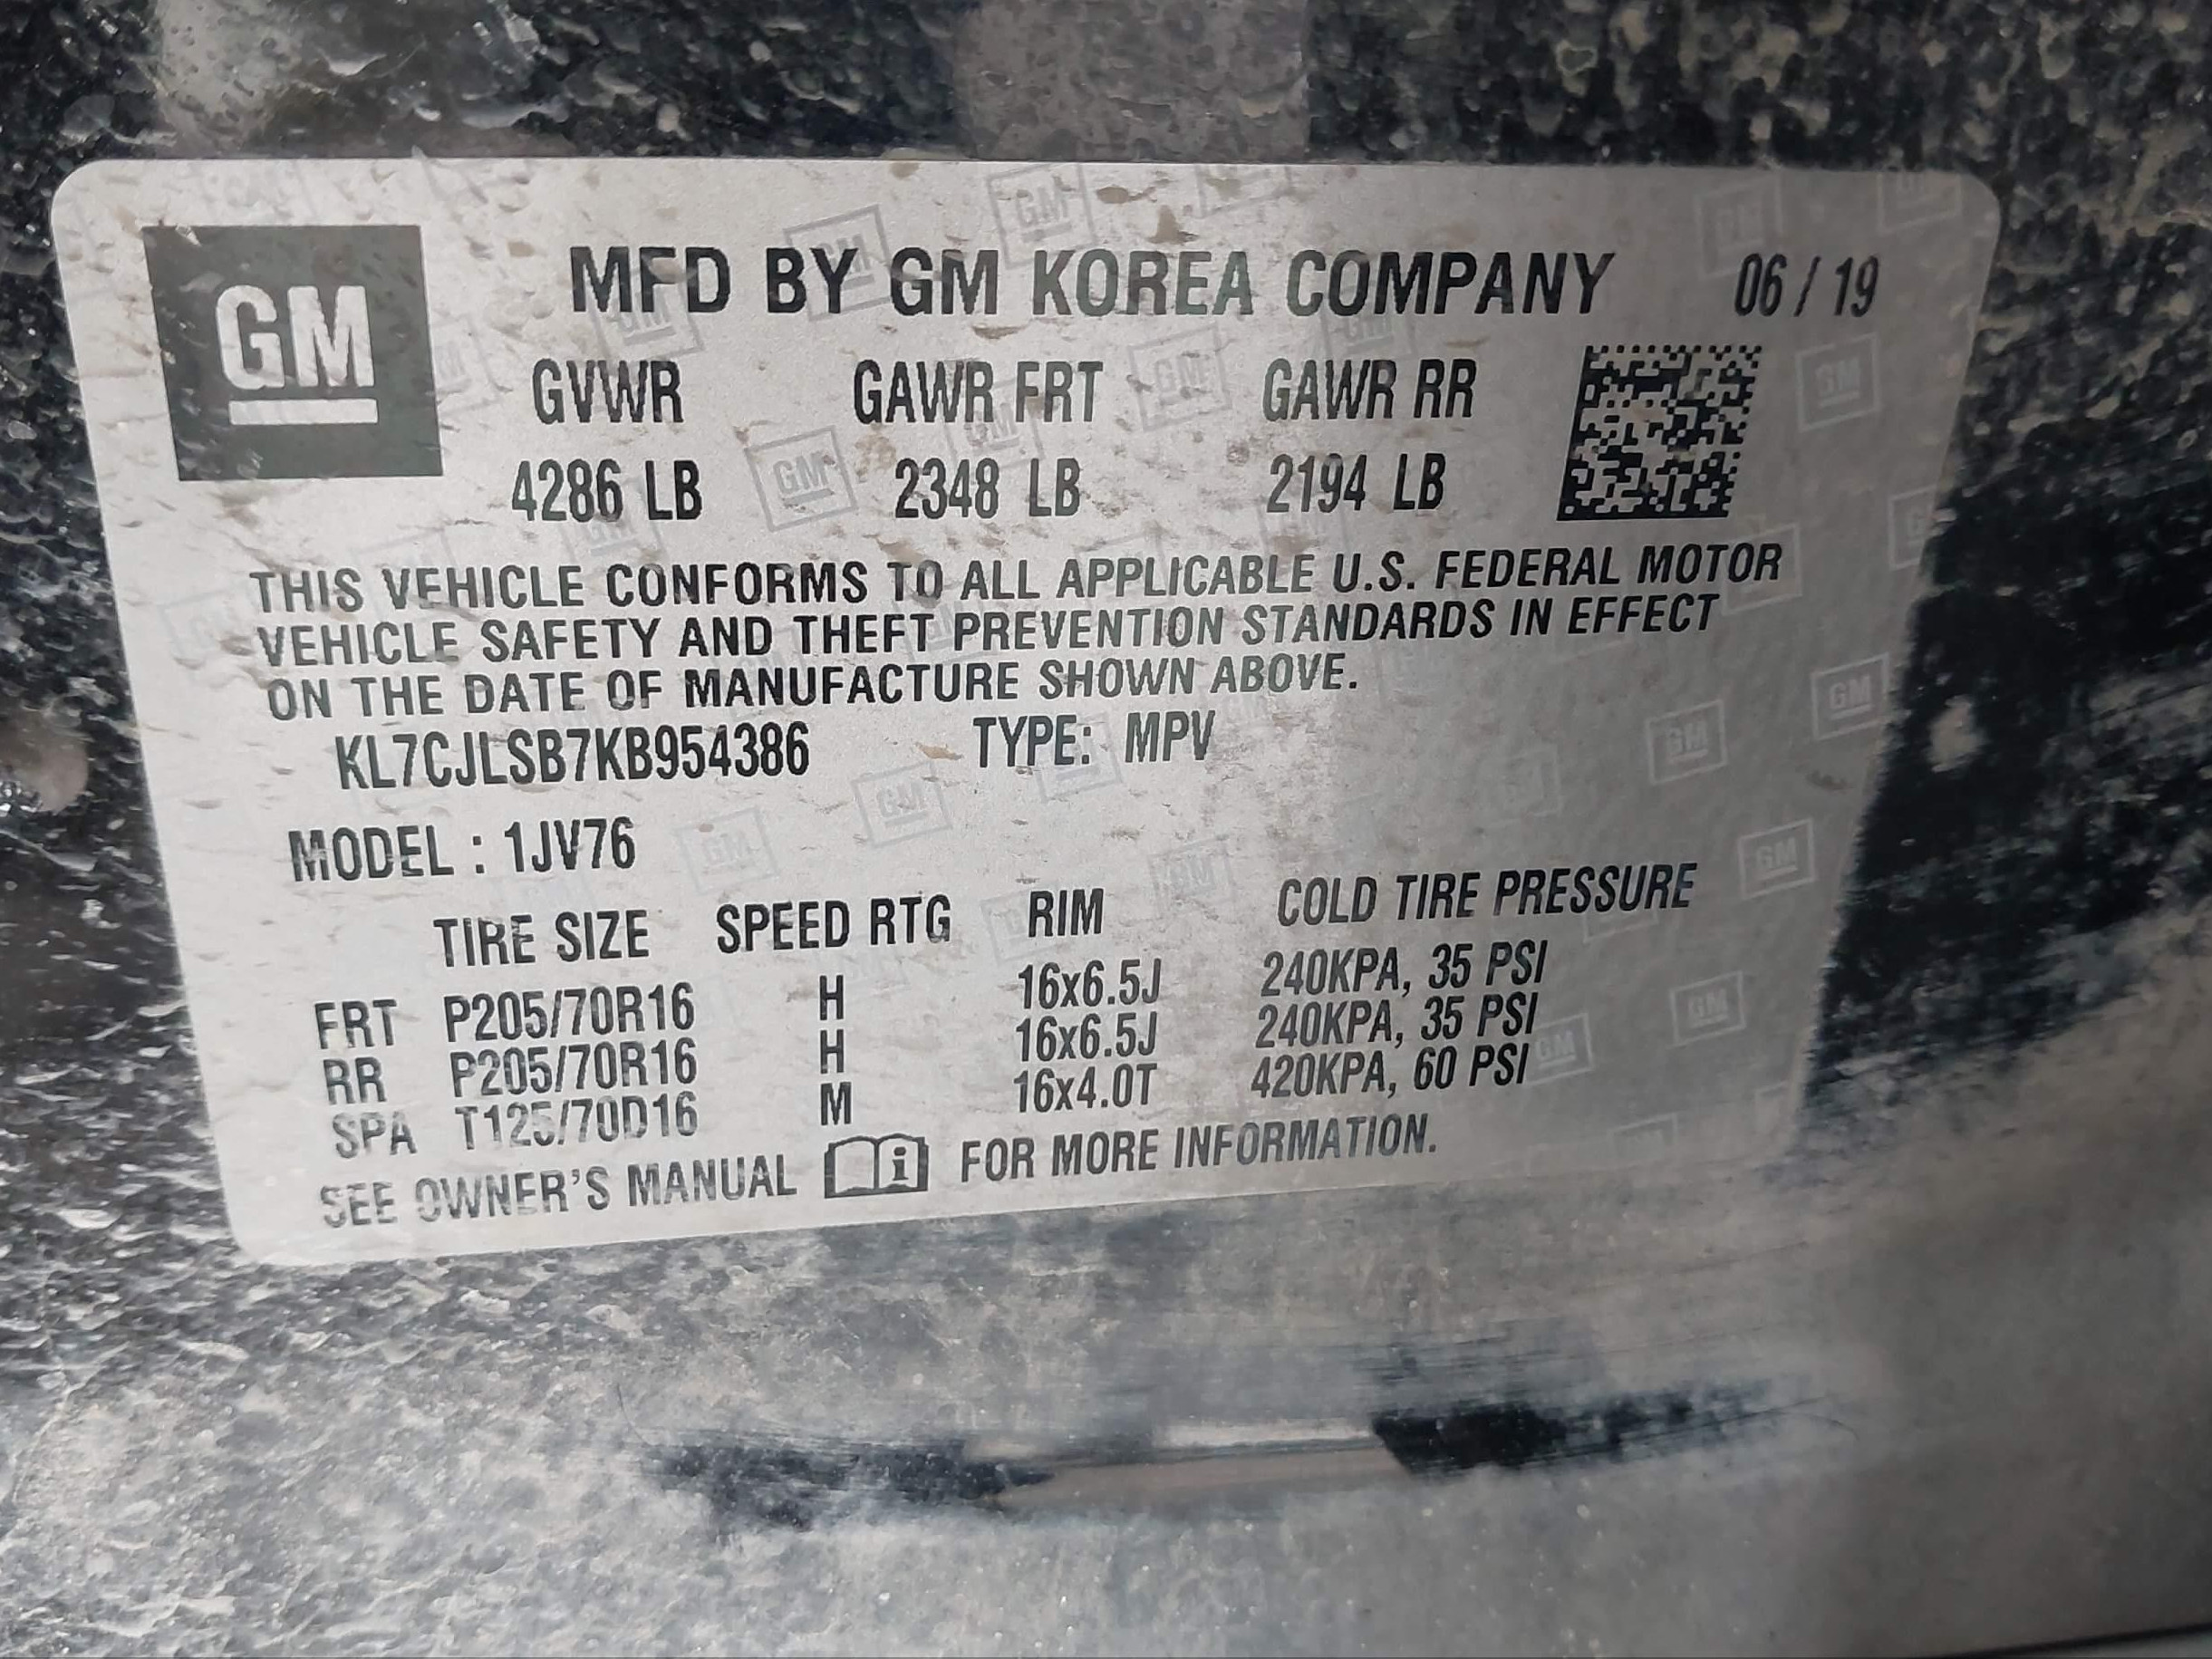 GM
MFD BY GM KOREA COMPANY 06 / 19
GVWR GAWR FRT GAWR RR
4286 LB 2348 LB 2194 LB
THIS VEHICLE CONFORMS TO ALL APPLICABLE U.S. FEDERAL MOTOR
VEHICLE SAFETY AND THEFT PREVENTION STANDARDS IN EFFECT
ON THE DATE OF MANUFACTURE SHOWN ABOVE.
KL7CJLSB7KB954386 TYPE: MPV
MODEL : 1JV76
TIRE SIZE SPEED RTG RIM COLD TIRE PRESSURE
FRT P205/70R16 H 16x6.5J 240KPA, 35 PSI
RR P205/70R16 H 16x6.5J 240KPA, 35 PSI
SPA T125/70D16 M 16x4.0T 420KPA, 60 PSI
SEE OWNER'S MANUAL i FOR MORE INFORMATION.